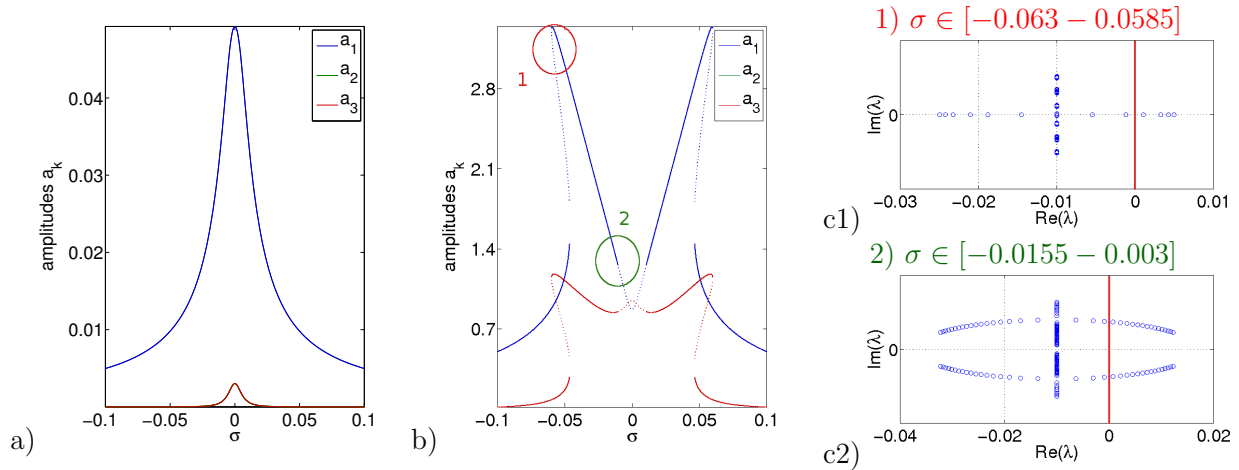 a)
0.04
0.03
0.02
0.01
amplitudes a_k
−0.1
−0.05
0
0.05
0.1
σ
a_1
a_2
a_3
b)
2.8
2.1
1.4
0.7
amplitudes a_k
−0.1
−0.05
0
0.05
0.1
σ
a_1
a_2
a_3
1
2
1) σ ∈ [−0.063 − 0.0585]
Im(λ)
0
−0.03
−0.02
−0.01
0
0.01
Re(λ)
c1)
2) σ ∈ [−0.0155 − 0.003]
Im(λ)
0
−0.04
−0.02
0
0.02
Re(λ)
c2)